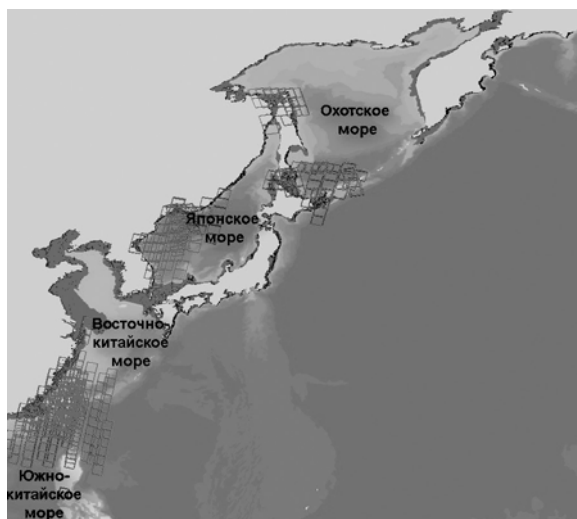 Охотское
море
Японское
море
Восточно-
китайское
море
Южно-
китайское
море